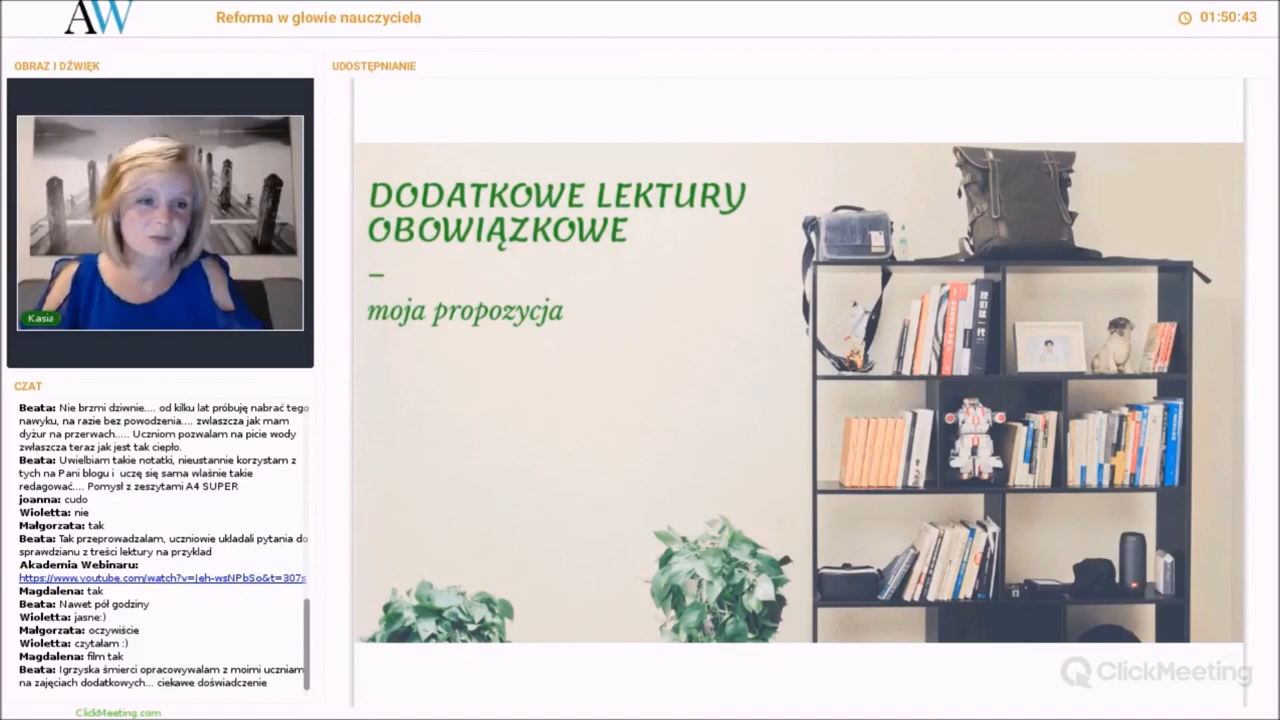 AW
Reforma w głowie nauczyciela
01:50:43
OBRAZ I DŹWIĘK
Kasia
CZAT
Beata: Nie brzmi dziwnie.... od kilku lat próbuję nabrać tego
nawyku, na razie bez powodzenia.... zwłaszcza jak mam
dyżur na przerwach..... Uczniom pozwalam na picie wody
zwłaszcza teraz jak jest tak ciepło.
Beata: Uwielbiam takie notatki, nieustannie korzystam z
tych na Pani blogu i uczę się sama właśnie takie
redagować.... Pomysł z zeszytami A4 SUPER
joanna: cudo
Wioletta: nie
Małgorzata: tak
Beata: Tak przeprowadzałam, uczniowie układali pytania do
sprawdzianu z treści lektury na przykład
Akademia Webinaru:
https://www.youtube.com/watch?v=Jeh-wsNPbSo&t=307s
Magdalena: tak
Beata: Nawet pół godziny
Wioletta: jasne:)
Małgorzata: oczywiście
Wioletta: czytałam :)
Magdalena: film tak
Beata: Igrzyska śmierci opracowywałam z moimi uczniam
na zajęciach dodatkowych... ciekawe doświadczenie
ClickMeeting.com
UDOSTĘPNIANIE
DODATKOWE LEKTURY
OBOWIĄZKOWE
–
moja propozycja
ClickMeeting